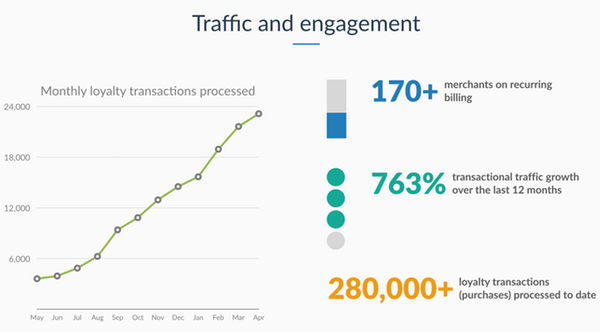 Traffic and engagement
Monthly loyalty transactions processed
24,000
18,000
12,000
6,000
May Jun Jul Aug Sep Oct Nov Dec Jan Feb Mar Apr
170+ merchants on recurring
billing
763% transactional traffic growth
over the last 12 months
280,000+ loyalty transactions
(purchases) processed to date